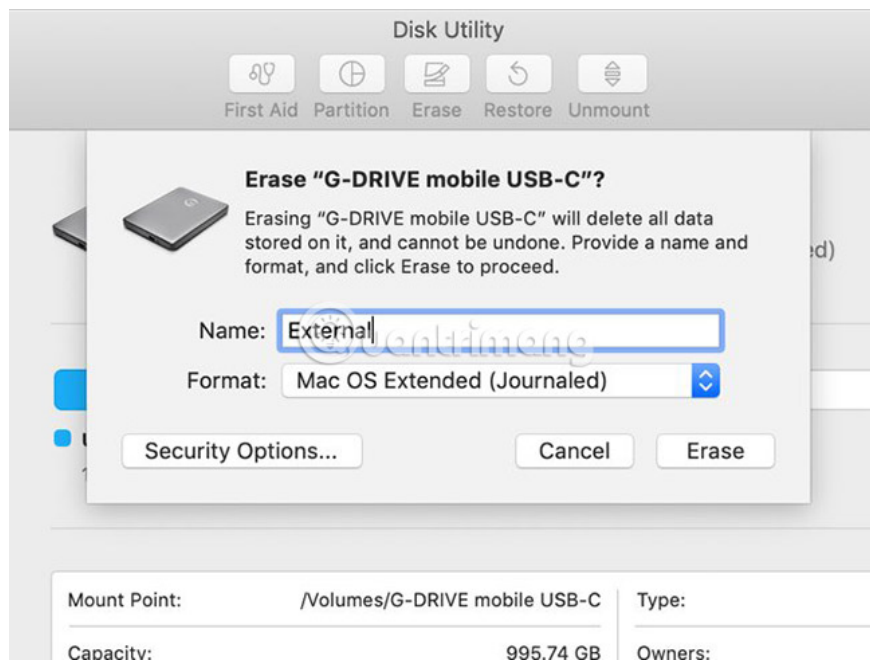 Disk Utility
First Aid Partition Erase Restore Unmount
Erase “G-DRIVE mobile USB-C”?
Erasing “G-DRIVE mobile USB-C” will delete all data
stored on it, and cannot be undone. Provide a name and
format, and click Erase to proceed.
ed)
Name: External
uantrimang
Format: Mac OS Extended (Journaled)
Security Options... Cancel Erase
Mount Point: /Volumes/G-DRIVE mobile USB-C Type:
Capacity: 995.74 GB Owners: